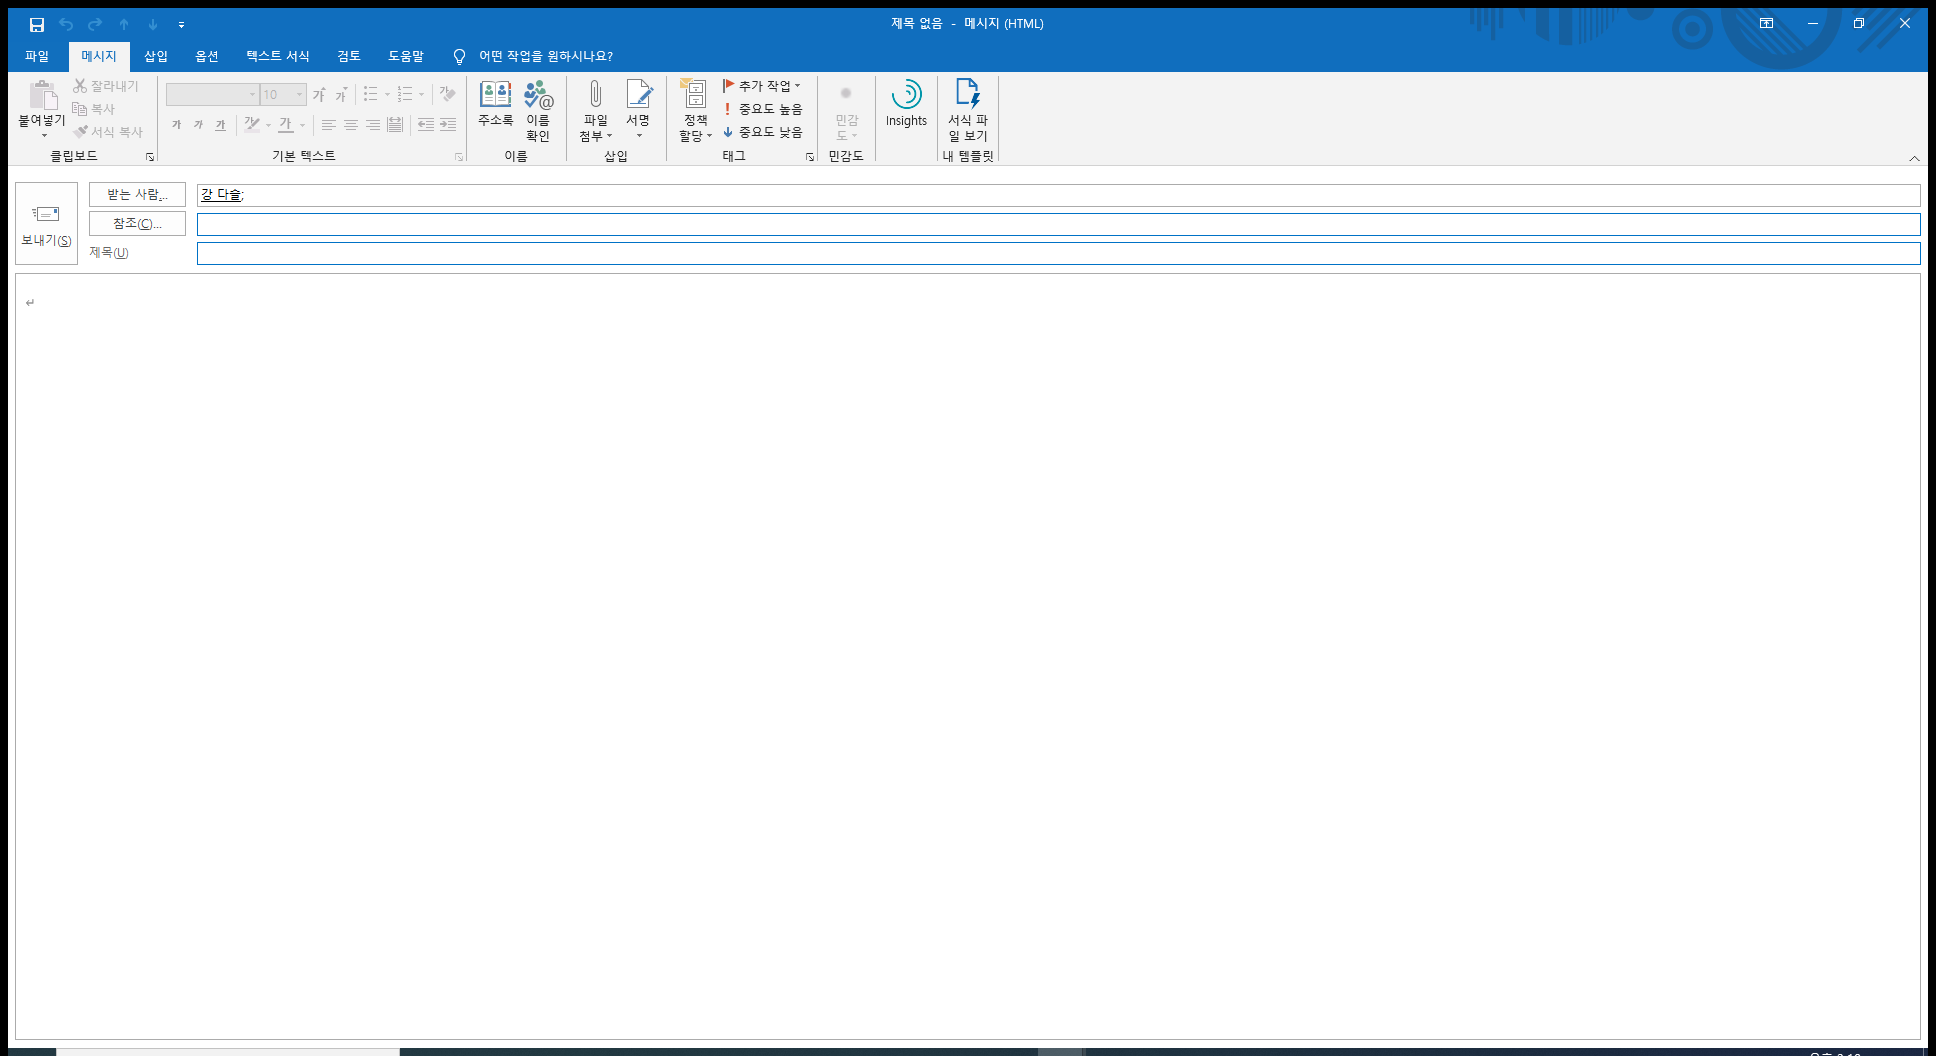 제목 없음 - 메시지 (HTML)
파일 메시지 삽입 옵션 텍스트 서식 검토 도움말 어떤 작업을 원하시나요?
붙여넣기
잘라내기
복사
서식 복사
클립보드
10
가 가 가
가 가 가 가 가
기본 텍스트
주소록
이름
확인
이름
파일
첨부
서명
삽입
정책
할당
추가 작업
중요도 높음
중요도 낮음
태그
민감
도
민감도
Insights
서식 파
일 보기
내 템플릿
보내기(S)
받는 사람... 강 다슬;
참조(C)...
제목(U)